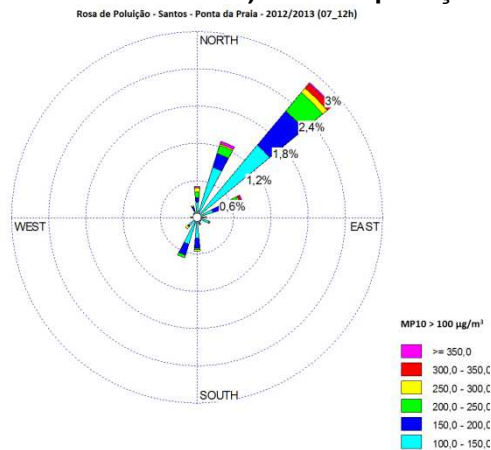 Rosa de Poluição - Santos - Ponta da Praia - 2012/2013 (07_12h)
NORTH
3%
2,4%
1,8%
1,2%
0,6%
WEST
EAST
SOUTH
MP10 > 100 µg/m³
>= 350,0
300,0 - 350,0
250,0 - 300,0
200,0 - 250,0
150,0 - 200,0
100,0 - 150,0